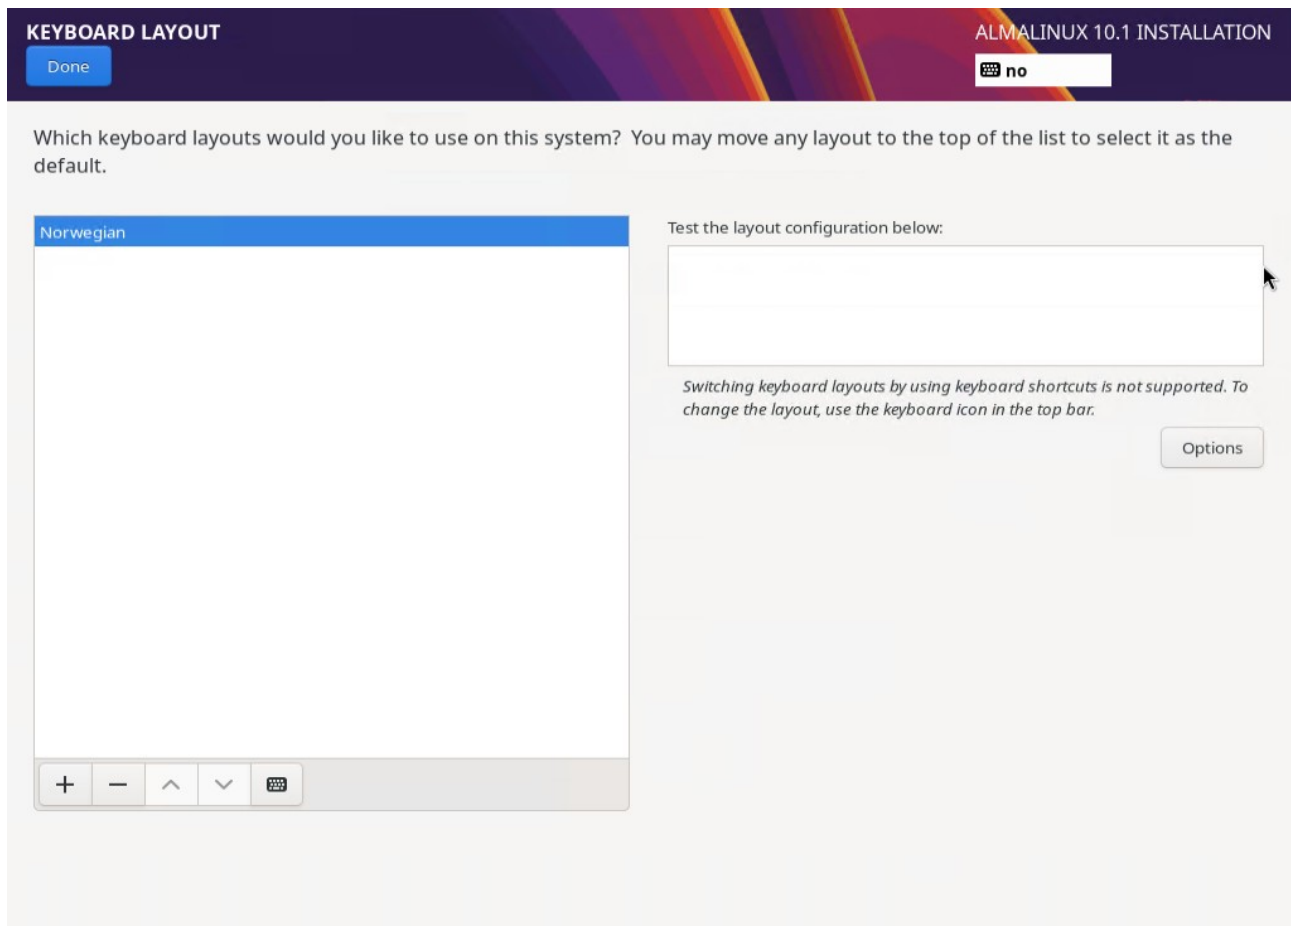 KEYBOARD LAYOUT
ALMALINUX 10.1 INSTALLATION
Done
no
Which keyboard layouts would you like to use on this system?  You may move any layout to the top of the list to select it as the
default.
Norwegian
Test the layout configuration below:
Switching keyboard layouts by using keyboard shortcuts is not supported. To
change the layout, use the keyboard icon in the top bar.
Options